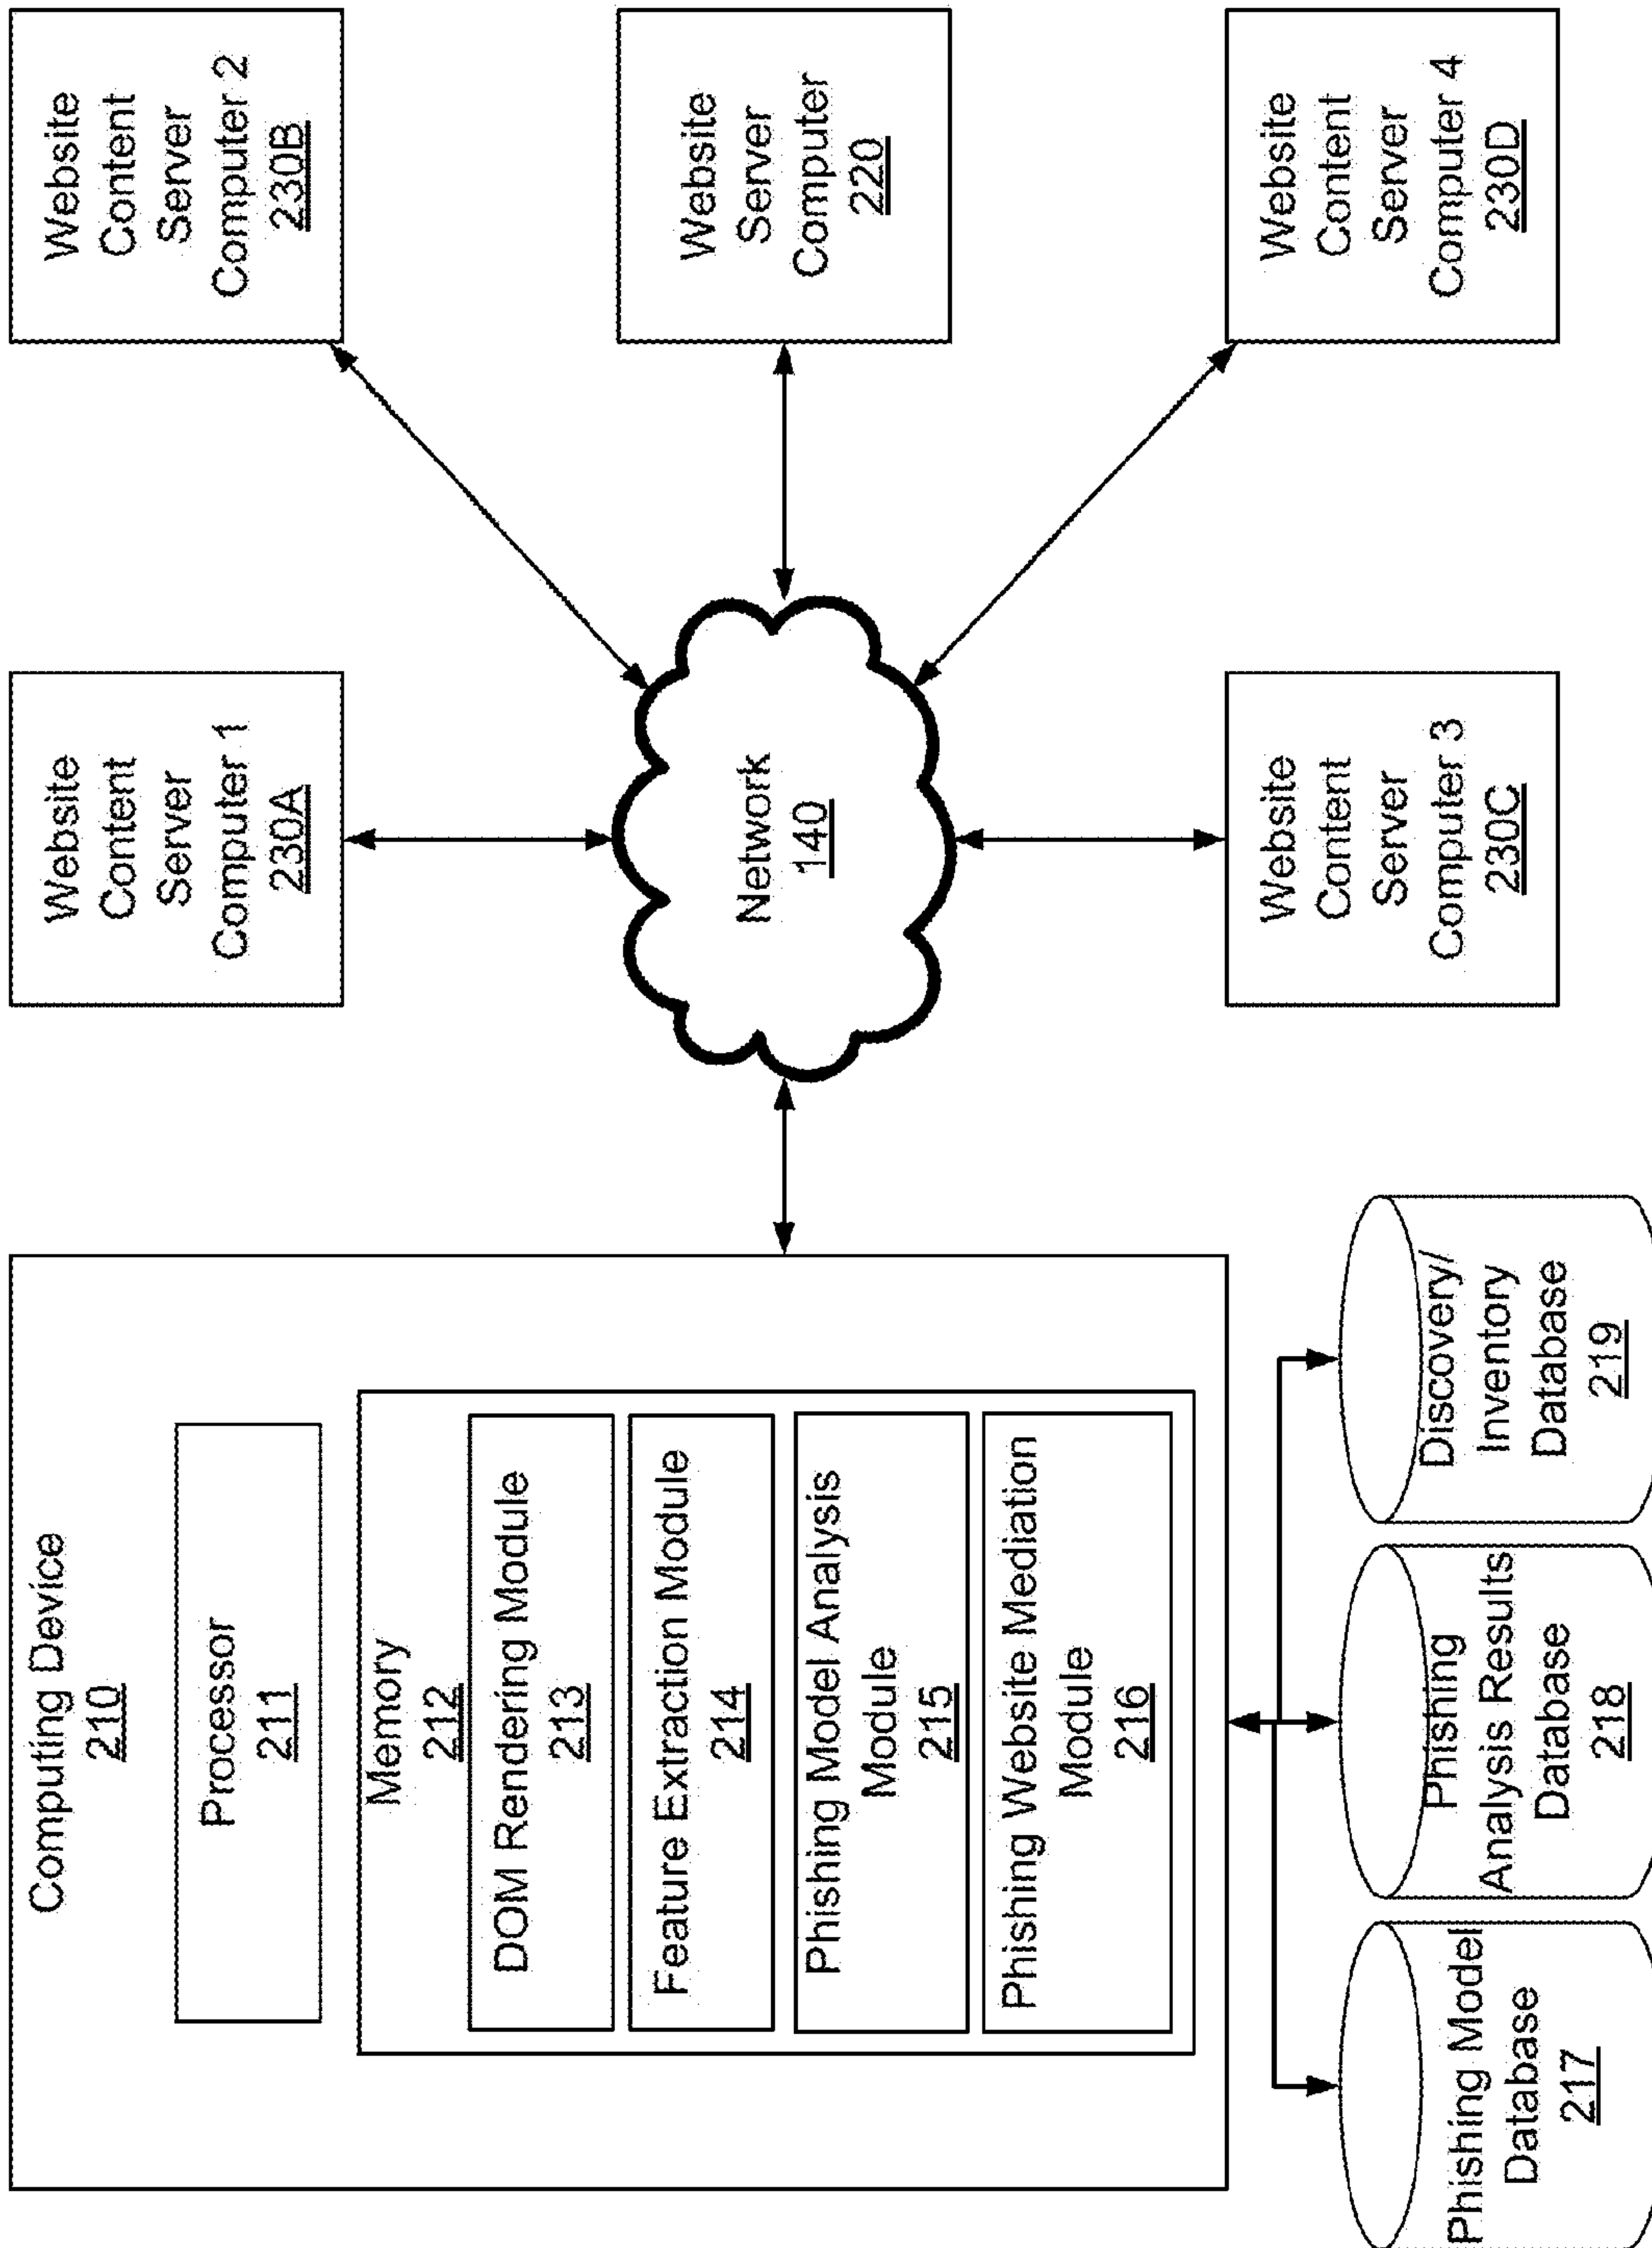 Computing Device
210
Processor
211
Memory
212
DOM Rendering Module
213
Feature Extraction Module
214
Phishing Model Analysis
Module
215
Phishing Website Mediation
Module
216
Phishing Model
Database
217
Phishing
Analysis Results
Database
218
Discovery/
Inventory
Database
219
Network
140
Website
Content
Server
Computer 1
230A
Website
Content
Server
Computer 2
230B
Website
Server
Computer
220
Website
Content
Server
Computer 3
230C
Website
Content
Server
Computer 4
230D